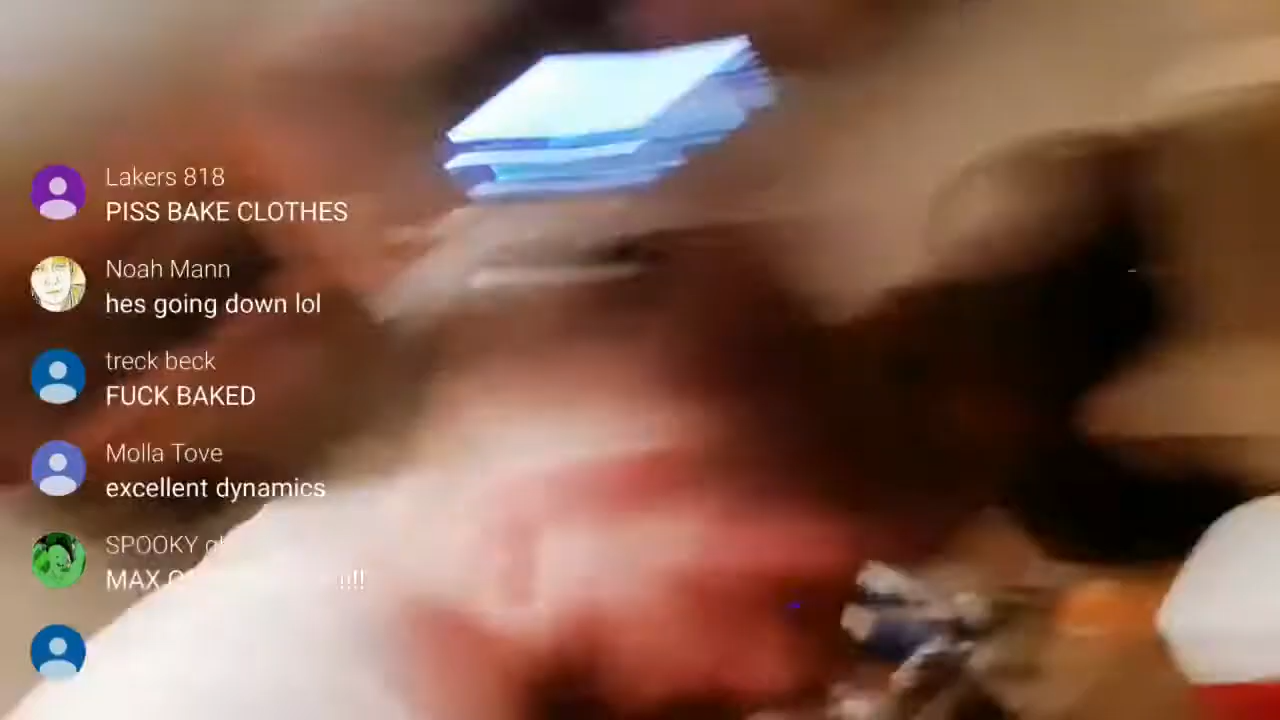 Lakers 818
PISS BAKE CLOTHES
Noah Mann
hes going down lol
treck beck
FUCK BAKED
Molla Tove
excellent dynamics
SPOOKY
MAX